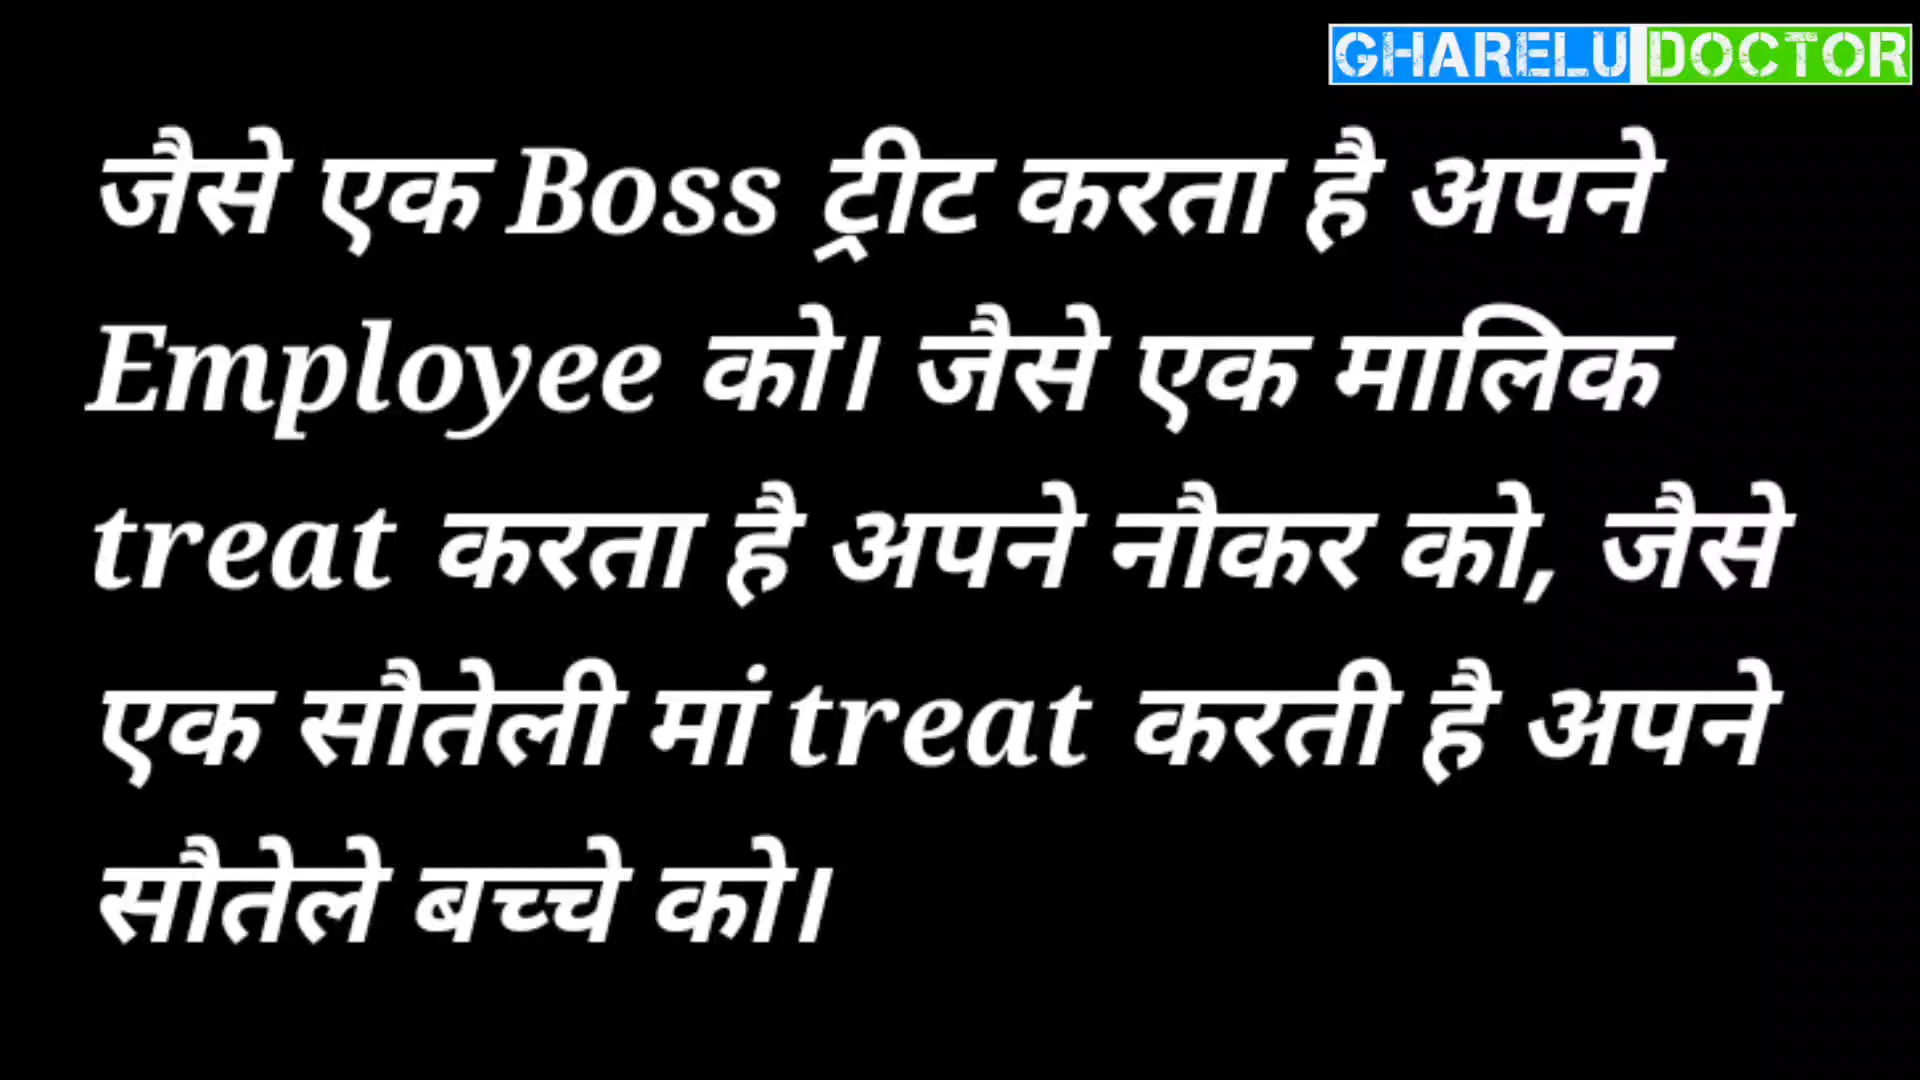 GHARELU DOCTOR
जैसे एक Boss ट्रीट करता है अपने
Employee को। जैसे एक मालिक
treat करता है अपने नौकर को, जैसे
एक सौतेली मां treat करती है अपने
सौतेले बच्चे को।